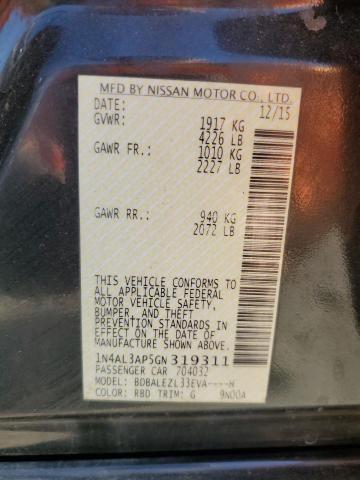 MFD BY NISSAN MOTOR CO., LTD.
DATE: 12/15
GVWR: 1917 KG
4226 LB
GAWR FR.: 1010 KG
2227 LB
GAWR RR.: 940 KG
2072 LB
THIS VEHICLE CONFORMS TO
ALL APPLICABLE FEDERAL
MOTOR VEHICLE SAFETY,
BUMPER, AND THEFT
PREVENTION STANDARDS IN
EFFECT ON THE DATE OF
MANUFACTURE SHOWN ABOVE.
1N4AL3AP5GN319311
PASSENGER CAR 704032
MODEL: BDBALEZL33EVA----H
COLOR: RBD TRIM: G 9N00A